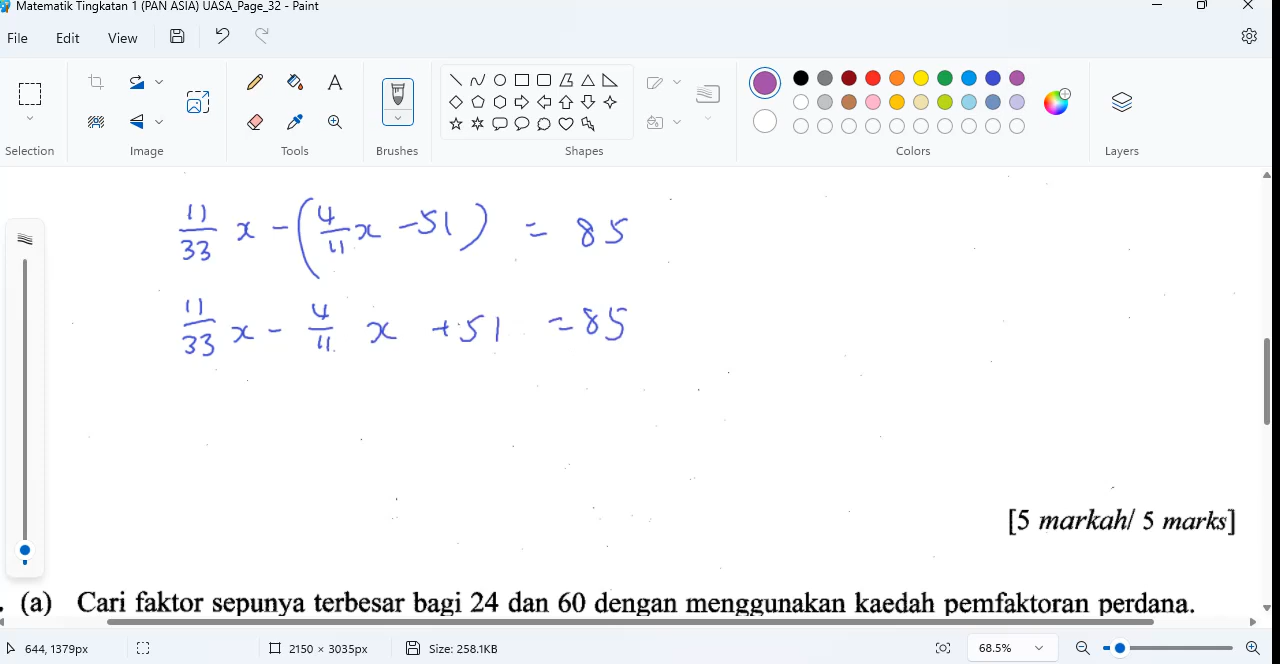 Matematik Tingkatan 1 (PAN ASIA) UASA_Page_32 - Paint
File Edit View
Selection Image Tools Brushes Shapes Colors Layers
11/33 x - (4/11 x - 51) = 85
11/33 x - 4/11 x + 51 = 85
[5 markah/ 5 marks]
. (a) Cari faktor sepunya terbesar bagi 24 dan 60 dengan menggunakan kaedah pemfaktoran perdana.
644, 1379px 2150 × 3035px Size: 258.1KB 68.5%